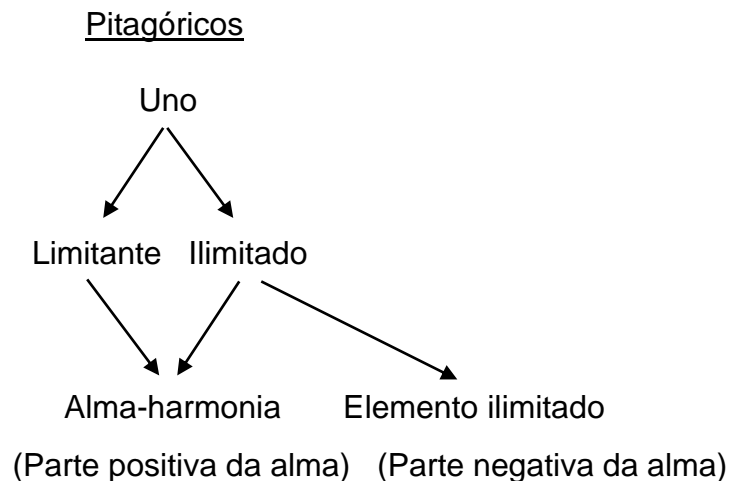 Pitagóricos
Uno
Limitante Ilimitado
Alma-harmonia Elemento ilimitado
(Parte positiva da alma) (Parte negativa da alma)